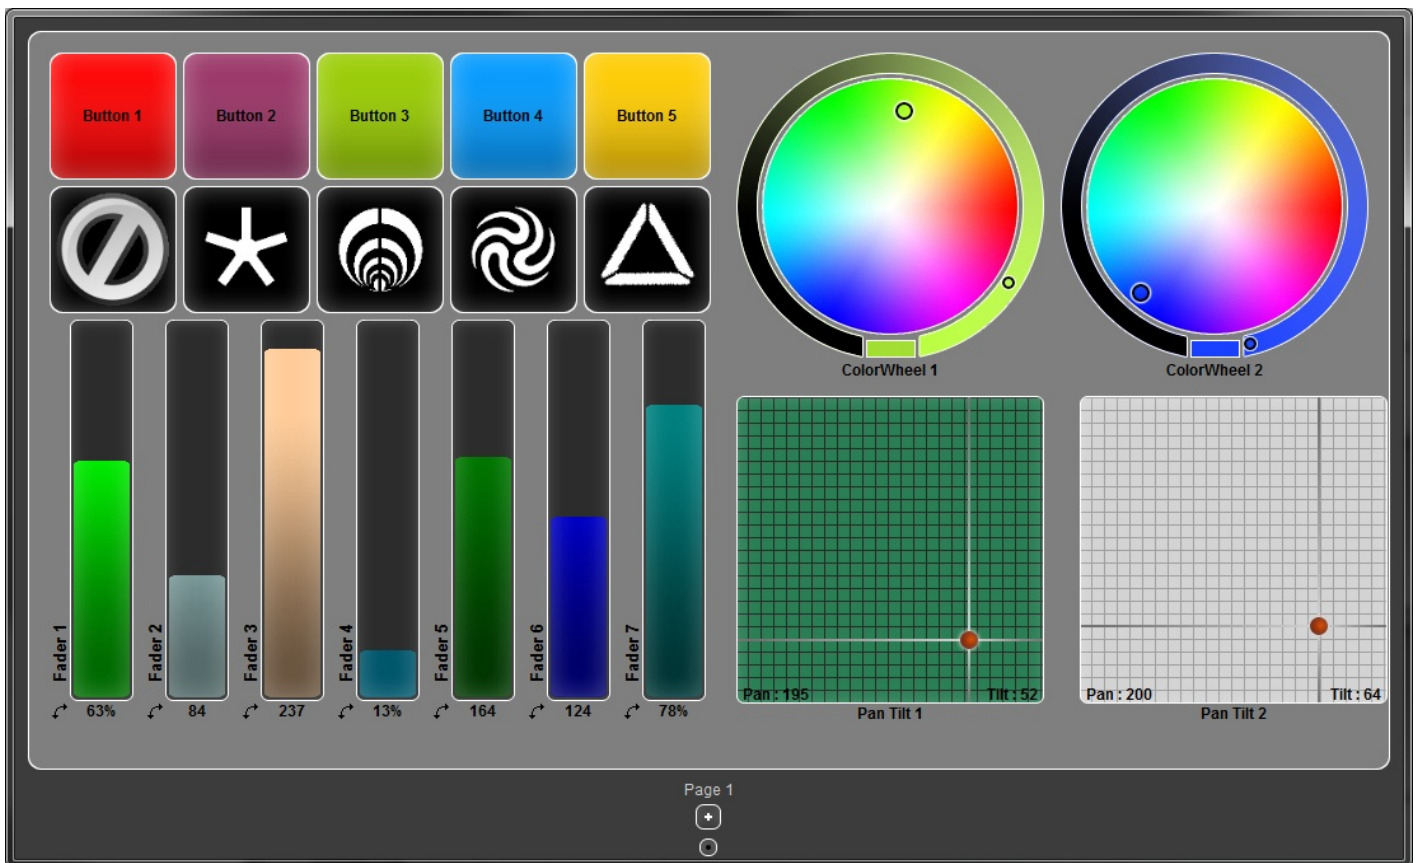 Button 1
Button 2
Button 3
Button 4
Button 5
ColorWheel 1
ColorWheel 2
Fader 1
Fader 2
Fader 3
Fader 4
Fader 5
Fader 6
Fader 7
63%
84
237
13%
164
124
78%
Pan : 195
Tilt : 52
Pan Tilt 1
Pan : 200
Tilt : 64
Pan Tilt 2
Page 1